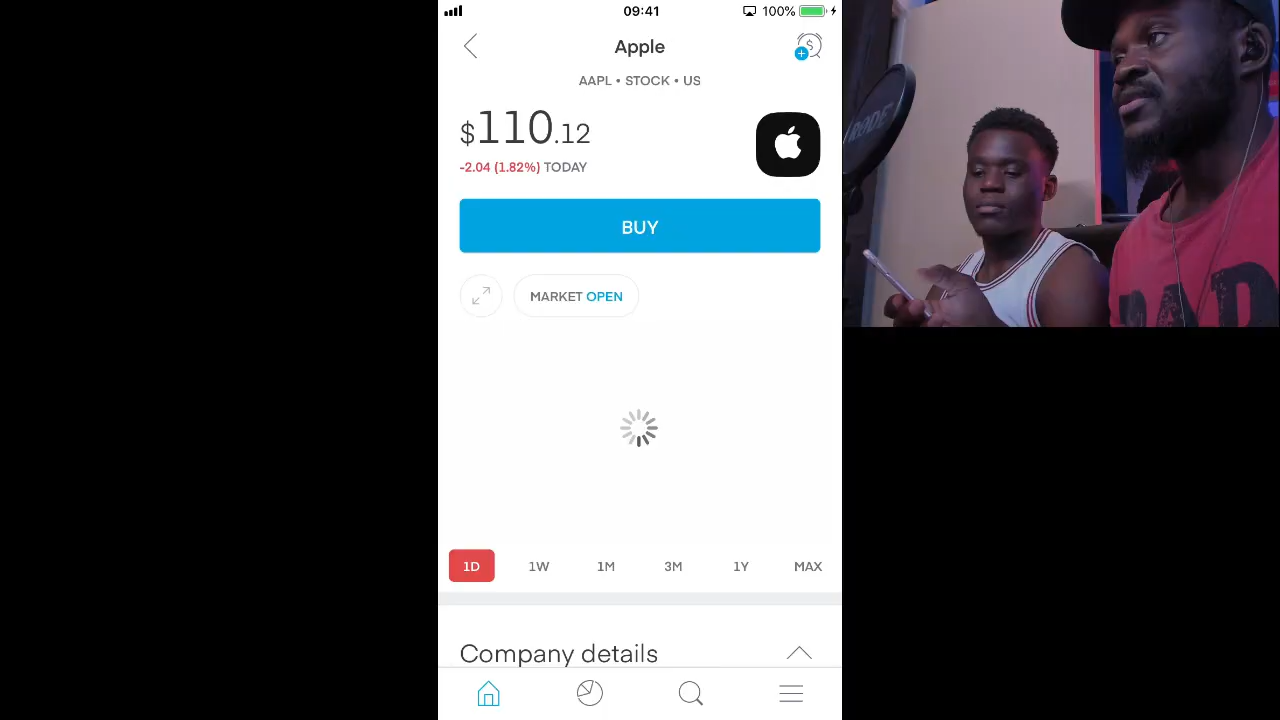 09:41
100%
Apple
AAPL • STOCK • US
$110.12
-2.04 (1.82%) TODAY
BUY
MARKET OPEN
1D 1W 1M 3M 1Y MAX
Company details
RODE